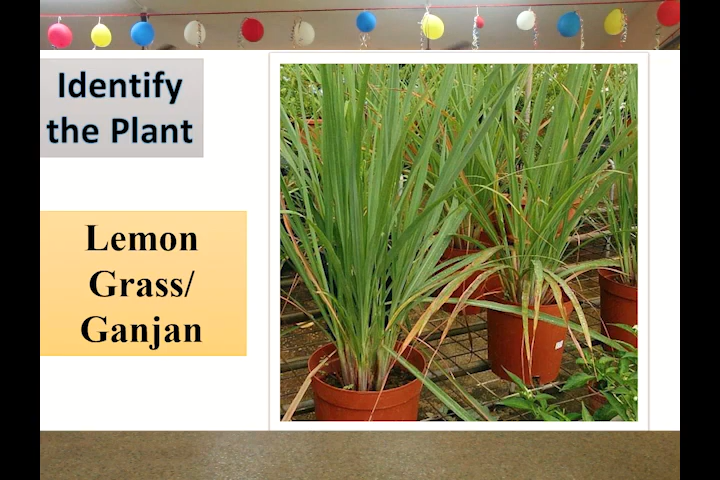 Identify
the Plant
Lemon
Grass/
Ganjan